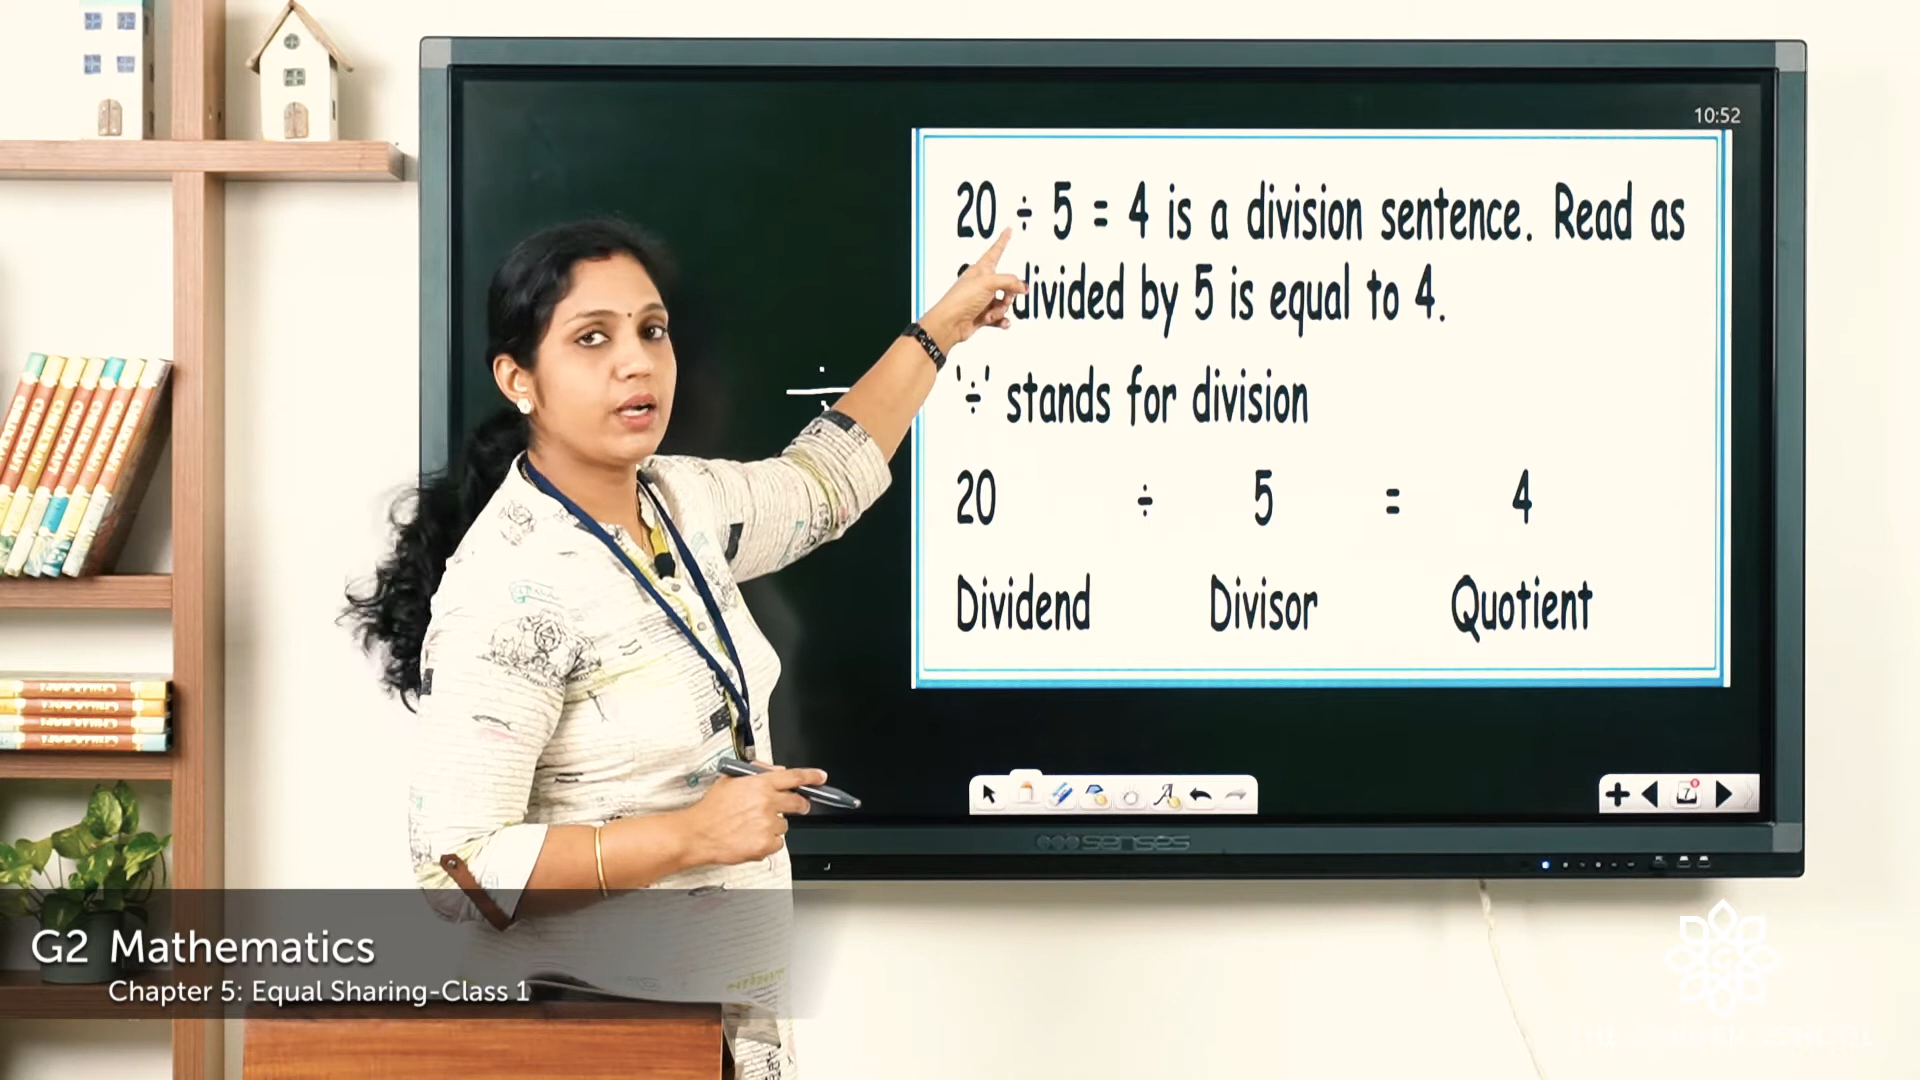 10:52
20 ÷ 5 = 4 is a division sentence. Read as
divided by 5 is equal to 4.
'÷' stands for division
20 ÷ 5 = 4
Dividend Divisor Quotient
senses
G2 Mathematics
Chapter 5: Equal Sharing-Class 1